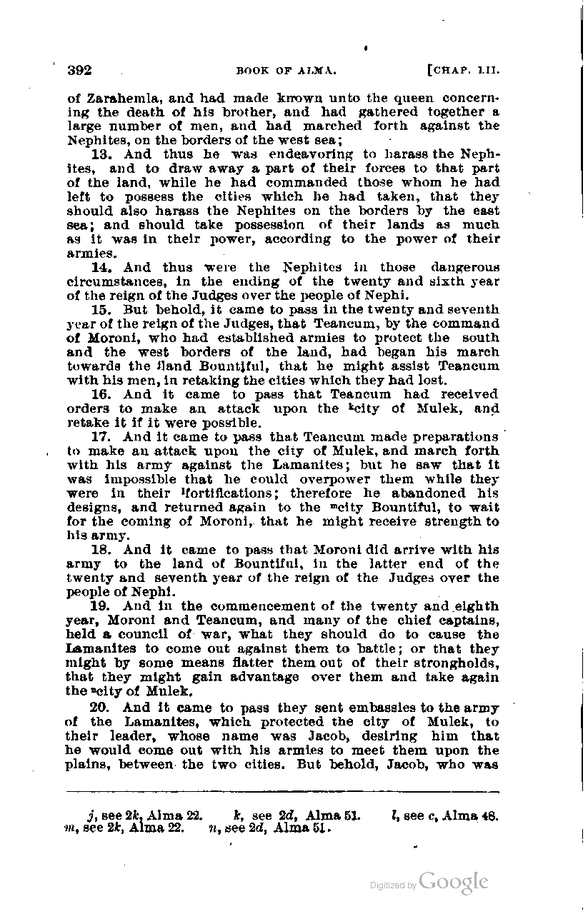 392 BOOK OF ALMA. [CHAP. LII.
of Zarahemla, and had made known unto the queen concern-
ing the death of his brother, and had gathered together a
large number of men, and had marched forth against the
Nephites, on the borders of the west sea;
13. And thus he was endeavoring to harass the Neph-
ites, and to draw away a part of their forces to that part
of the land, while he had commanded those whom he had
left to possess the cities which he had taken, that they
should also harass the Nephites on the borders by the east
sea; and should take possession of their lands as much
as it was in their power, according to the power of their
armies.
14. And thus were the Nephites in those dangerous
circumstances, in the ending of the twenty and sixth year
of the reign of the Judges over the people of Nephi.
15. But behold, it came to pass in the twenty and seventh
year of the reign of the Judges, that Teancum, by the command
of Moroni, who had established armies to protect the south
and the west borders of the land, had began his march
towards the jland Bountiful, that he might assist Teancum
with his men, in retaking the cities which they had lost.
16. And it came to pass that Teancum had received
orders to make an attack upon the kcity of Mulek, and
retake it if it were possible.
17. And it came to pass that Teancum made preparations
to make an attack upon the city of Mulek, and march forth
with his army against the Lamanites; but he saw that it
was impossible that he could overpower them while they
were in their lfortifications; therefore he abandoned his
designs, and returned again to the mcity Bountiful, to wait
for the coming of Moroni, that he might receive strength to
his army.
18. And it came to pass that Moroni did arrive with his
army to the land of Bountiful, in the latter end of the
twenty and seventh year of the reign of the Judges over the
people of Nephi.
19. And in the commencement of the twenty and eighth
year, Moroni and Teancum, and many of the chief captains,
held a council of war, what they should do to cause the
Lamanites to come out against them to battle; or that they
might by some means flatter them out of their strongholds,
that they might gain advantage over them and take again
the ncity of Mulek.
20. And it came to pass they sent embassies to the army
of the Lamanites, which protected the city of Mulek, to
their leader, whose name was Jacob, desiring him that
he would come out with his armies to meet them upon the
plains, between the two cities. But behold, Jacob, who was
j, see 2k, Alma 22. k, see 2d, Alma 51. l, see c, Alma 48.
m, see 2k, Alma 22. n, see 2d, Alma 51.
Digitized by Google